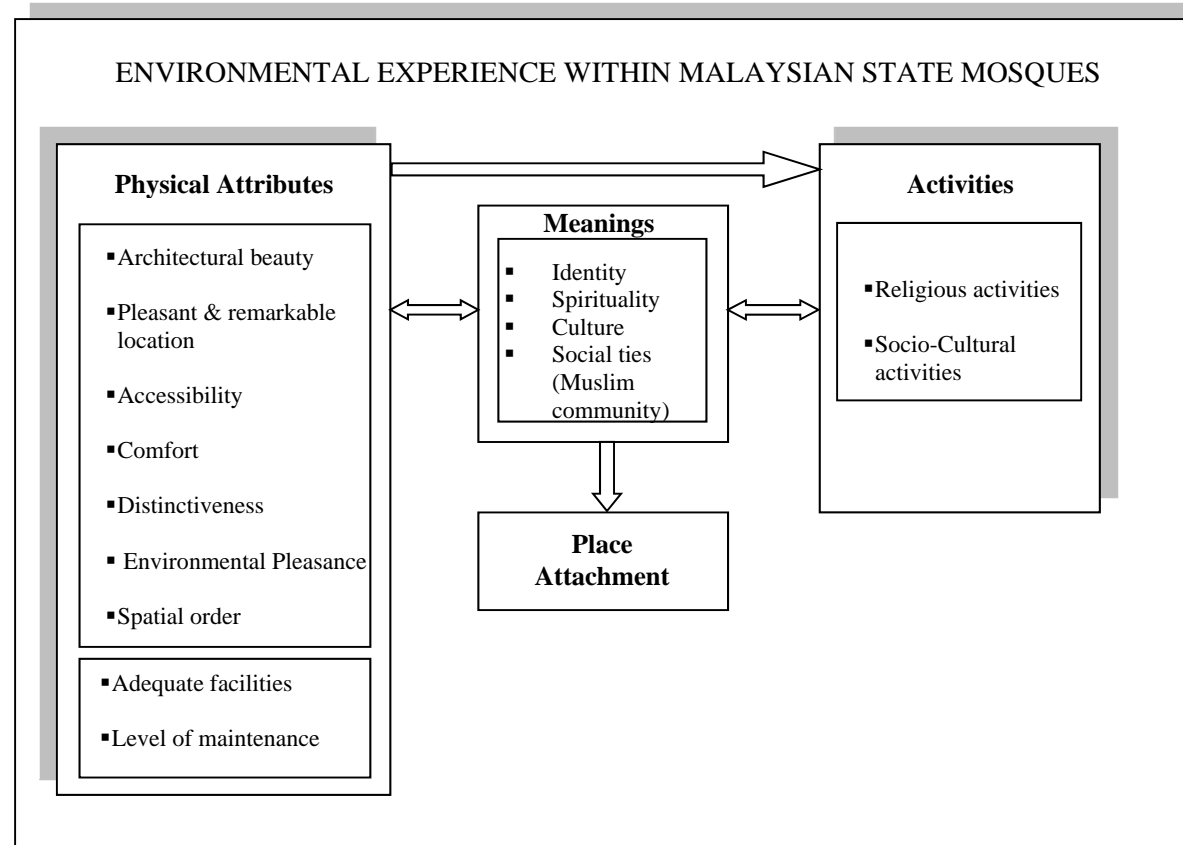 ENVIRONMENTAL EXPERIENCE WITHIN MALAYSIAN STATE MOSQUES
Physical Attributes
▪Architectural beauty
▪Pleasant & remarkable
location
▪Accessibility
▪Comfort
▪Distinctiveness
▪ Environmental Pleasance
▪Spatial order
▪Adequate facilities
▪Level of maintenance
Meanings
▪ Identity
▪ Spirituality
▪ Culture
▪ Social ties
(Muslim
community)
Place
Attachment
Activities
▪Religious activities
▪Socio-Cultural
activities